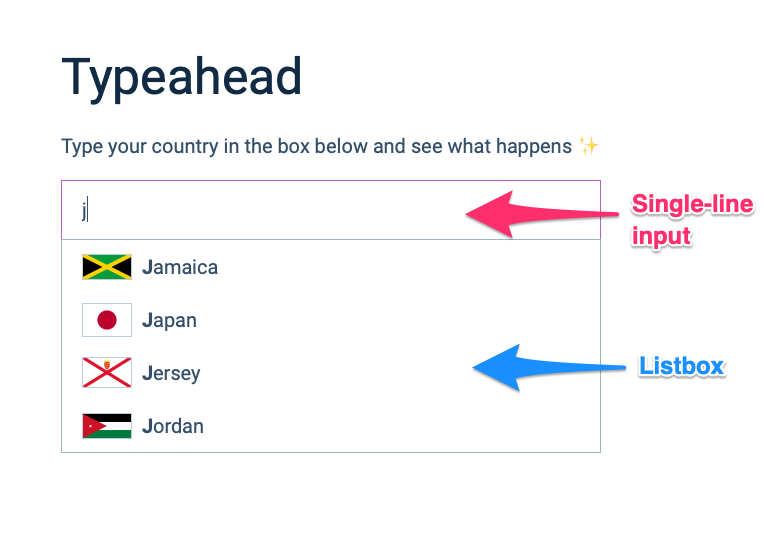 Typeahead
Type your country in the box below and see what happens ✨
j
Single-line
input
Jamaica
Japan
Jersey
Listbox
Jordan